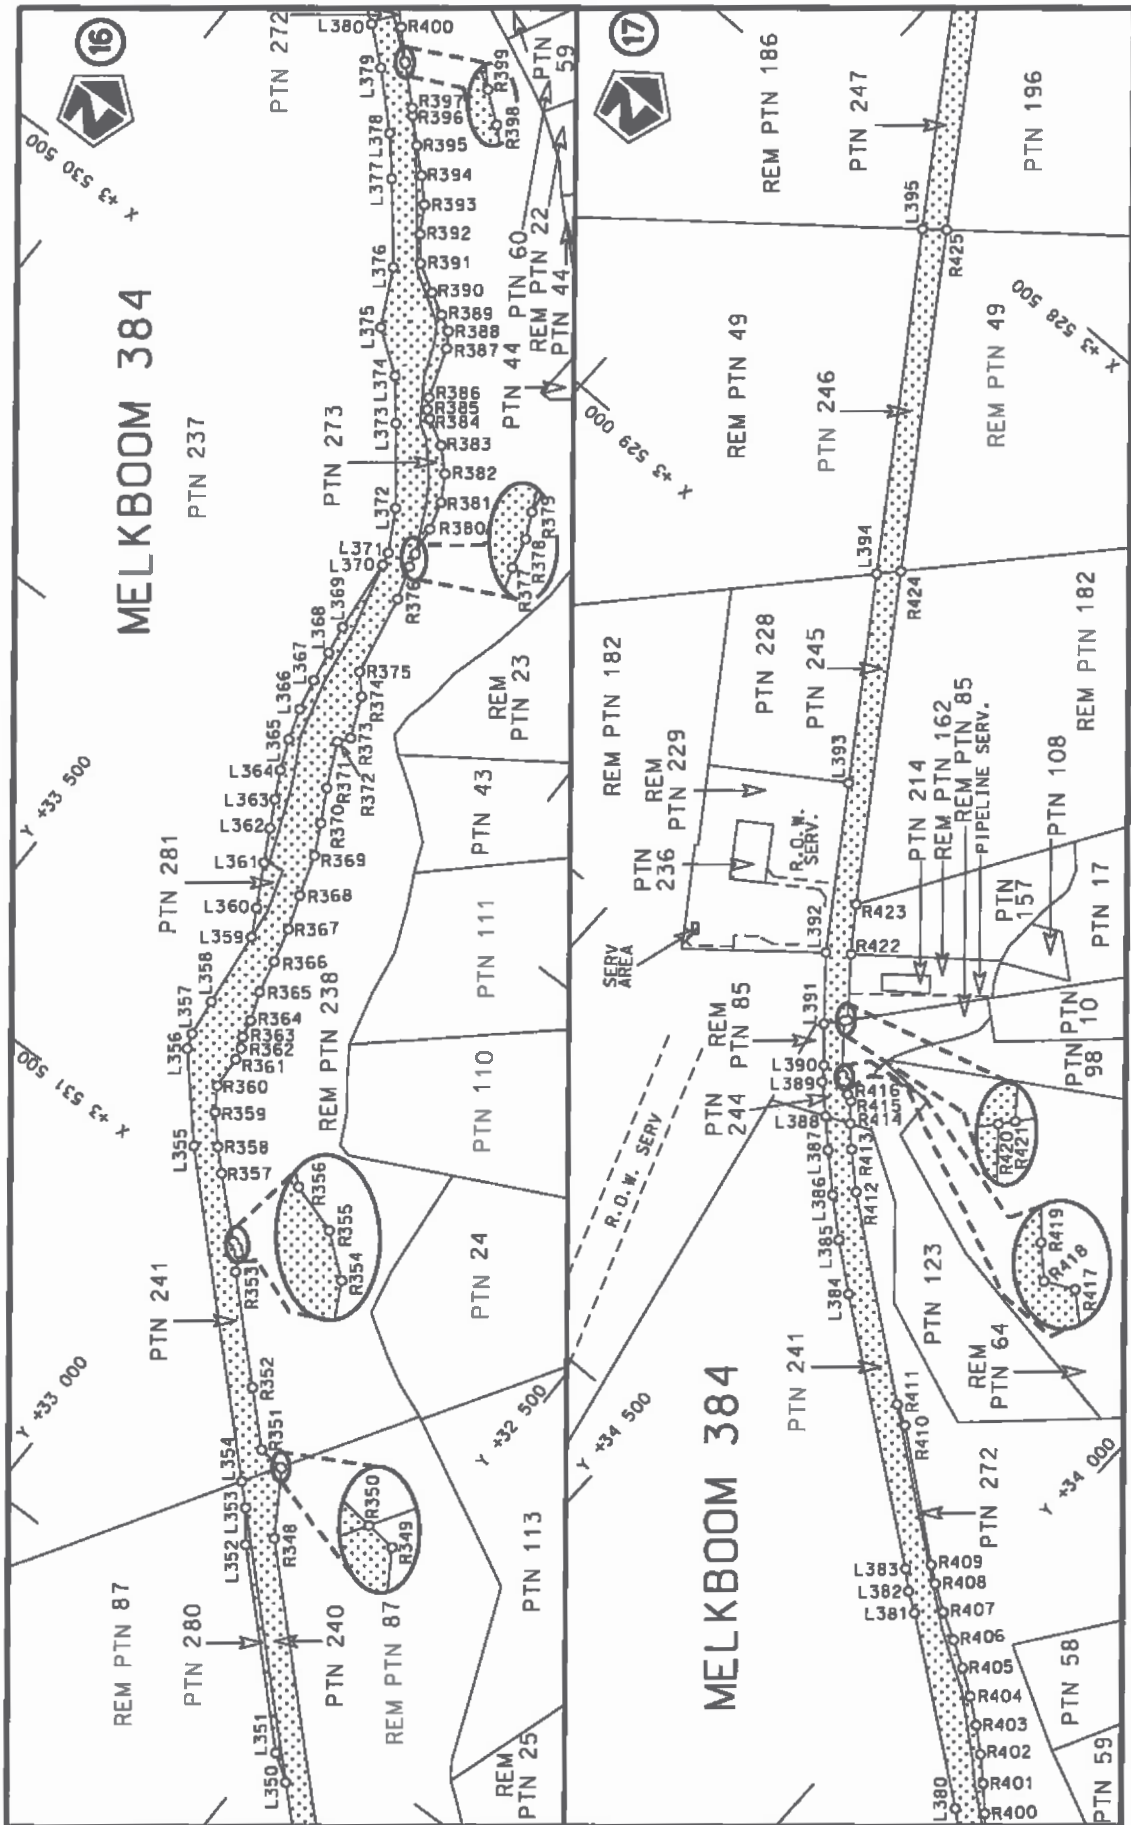 16
MELKBOOM 384
X +3 530 500
Y +33 500
X +3 531 500
Y +33 000
Y +32 500
PTN 272
PTN 237
PTN 273
PTN 281
PTN 241
REM PTN 87
PTN 280
PTN 240
REM PTN 87
REM PTN 25
PTN 113
PTN 24
PTN 110
REM PTN 238
PTN 111
PTN 43
REM PTN 23
PTN 44
PTN 60
REM PTN 22
PTN 44
PTN 59
L350
L351
L352
L353
L354
L355
L356
L357
L358
L359
L360
L361
L362
L363
L364
L365
L366
L367
L368
L369
L370
L371
L372
L373
L374
L375
L376
L377
L378
L379
L380
R348
R349
R350
R351
R352
R353
R354
R355
R356
R357
R358
R359
R360
R361
R362
R363
R364
R365
R366
R367
R368
R369
R370
R371
R372
R373
R374
R375
R376
R377
R378
R379
R380
R381
R382
R383
R384
R385
R386
R387
R388
R389
R390
R391
R392
R393
R394
R395
R396
R397
R398
R399
R400
17
MELKBOOM 384
X +3 529 000
X +3 528 500
Y +34 500
Y +34 000
REM PTN 186
PTN 247
PTN 196
REM PTN 49
PTN 246
REM PTN 49
REM PTN 182
PTN 228
PTN 245
REM PTN 229
PTN 236
R.O.W. SERV.
SERV AREA
REM PTN 85
PTN 244
R.O.W. SERV
PTN 214
REM PTN 162
REM PTN 85
PIPELINE SERV.
PTN 108
REM PTN 182
PTN 157
PTN 17
PTN 10
PTN 98
PTN 123
REM PTN 64
PTN 241
PTN 272
PTN 58
PTN 59
L380
L381
L382
L383
L384
L385
L386
L387
L388
L389
L390
L391
L392
L393
L394
L395
R400
R401
R402
R403
R404
R405
R406
R407
R408
R409
R410
R411
R412
R413
R414
R415
R416
R417
R418
R419
R420
R421
R422
R423
R424
R425